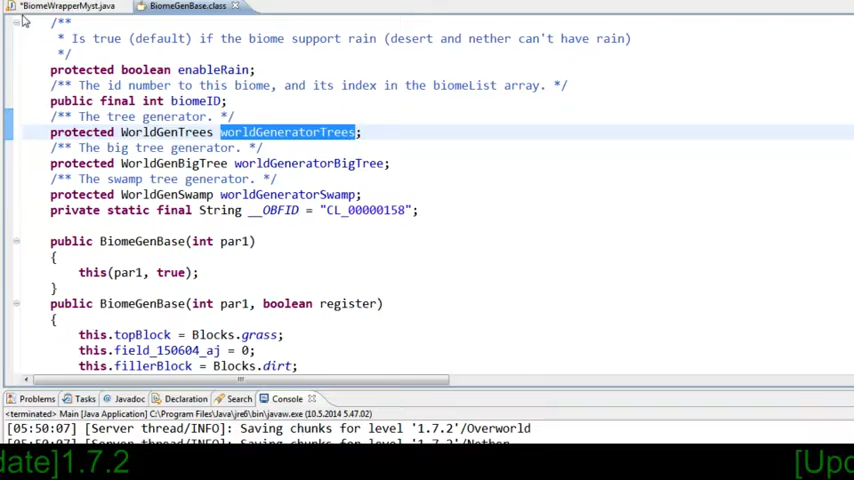 *BiomeWrapperMyst.java BiomeGenBase.class
/**
* Is true (default) if the biome support rain (desert and nether can't have rain)
*/
protected boolean enableRain;
/** The id number to this biome, and its index in the biomeList array. */
public final int biomeID;
/** The tree generator. */
protected WorldGenTrees worldGeneratorTrees;
/** The big tree generator. */
protected WorldGenBigTree worldGeneratorBigTree;
/** The swamp tree generator. */
protected WorldGenSwamp worldGeneratorSwamp;
private static final String __OBFID = "CL_00000158";
public BiomeGenBase(int par1)
{
this(par1, true);
}
public BiomeGenBase(int par1, boolean register)
{
this.topBlock = Blocks.grass;
this.field_150604_aj = 0;
this.fillerBlock = Blocks.dirt;
Problems Tasks Javadoc Declaration Search Console
<terminated> Main [Java Application] C:\Program Files\Java\jre6\bin\javaw.exe (10.5.2014 5.47.02)
[05:50:07] [Server thread/INFO]: Saving chunks for level '1.7.2'/Overworld
[05:50:07] [Server thread/INFO]: Saving chunks for level '1.7.2'/Nether
date]1.7.2 [Upd